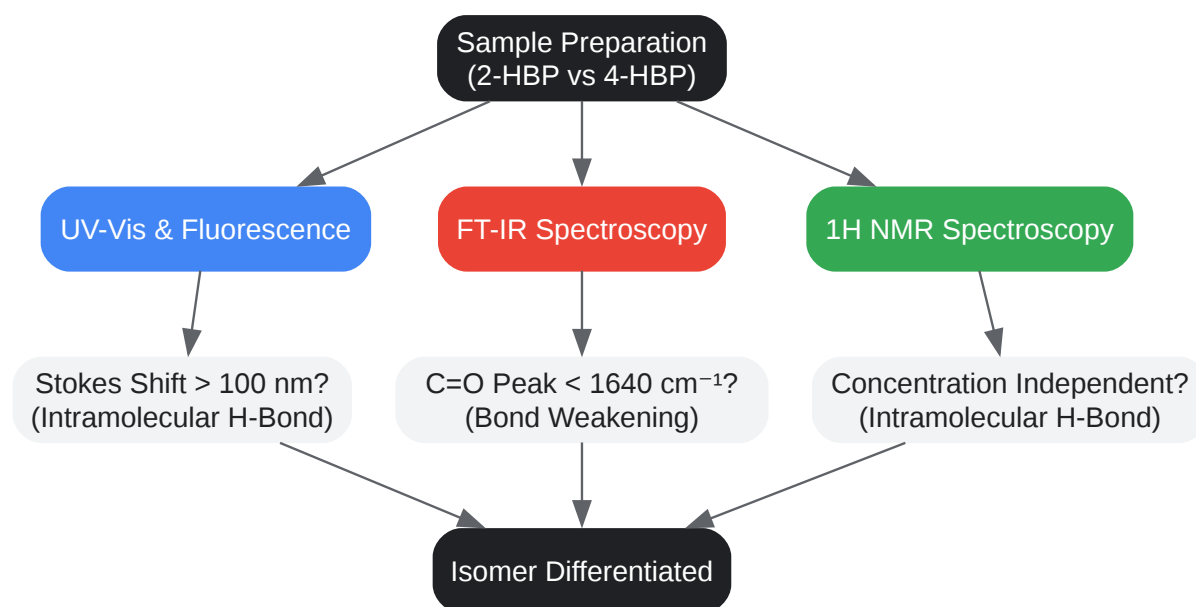 Sample Preparation
(2-HBP vs 4-HBP)
UV-Vis & Fluorescence
FT-IR Spectroscopy
1H NMR Spectroscopy
Stokes Shift > 100 nm?
(Intramolecular H-Bond)
C=O Peak < 1640 cm⁻¹?
(Bond Weakening)
Concentration Independent?
(Intramolecular H-Bond)
Isomer Differentiated